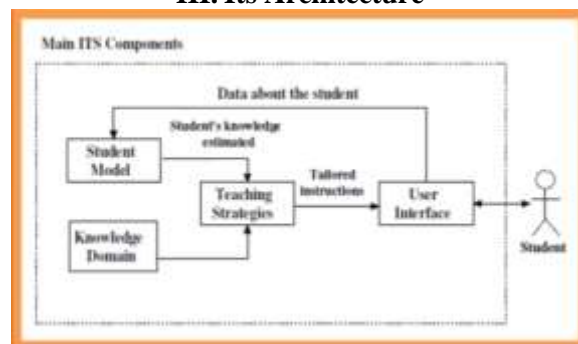 III. Its Architecture
Main ITS Components
Data about the student
Student's knowledge
estimated
Student
Model
Tailored
instructions
Teaching
Strategies
User
Interface
Knowledge
Domain
Student